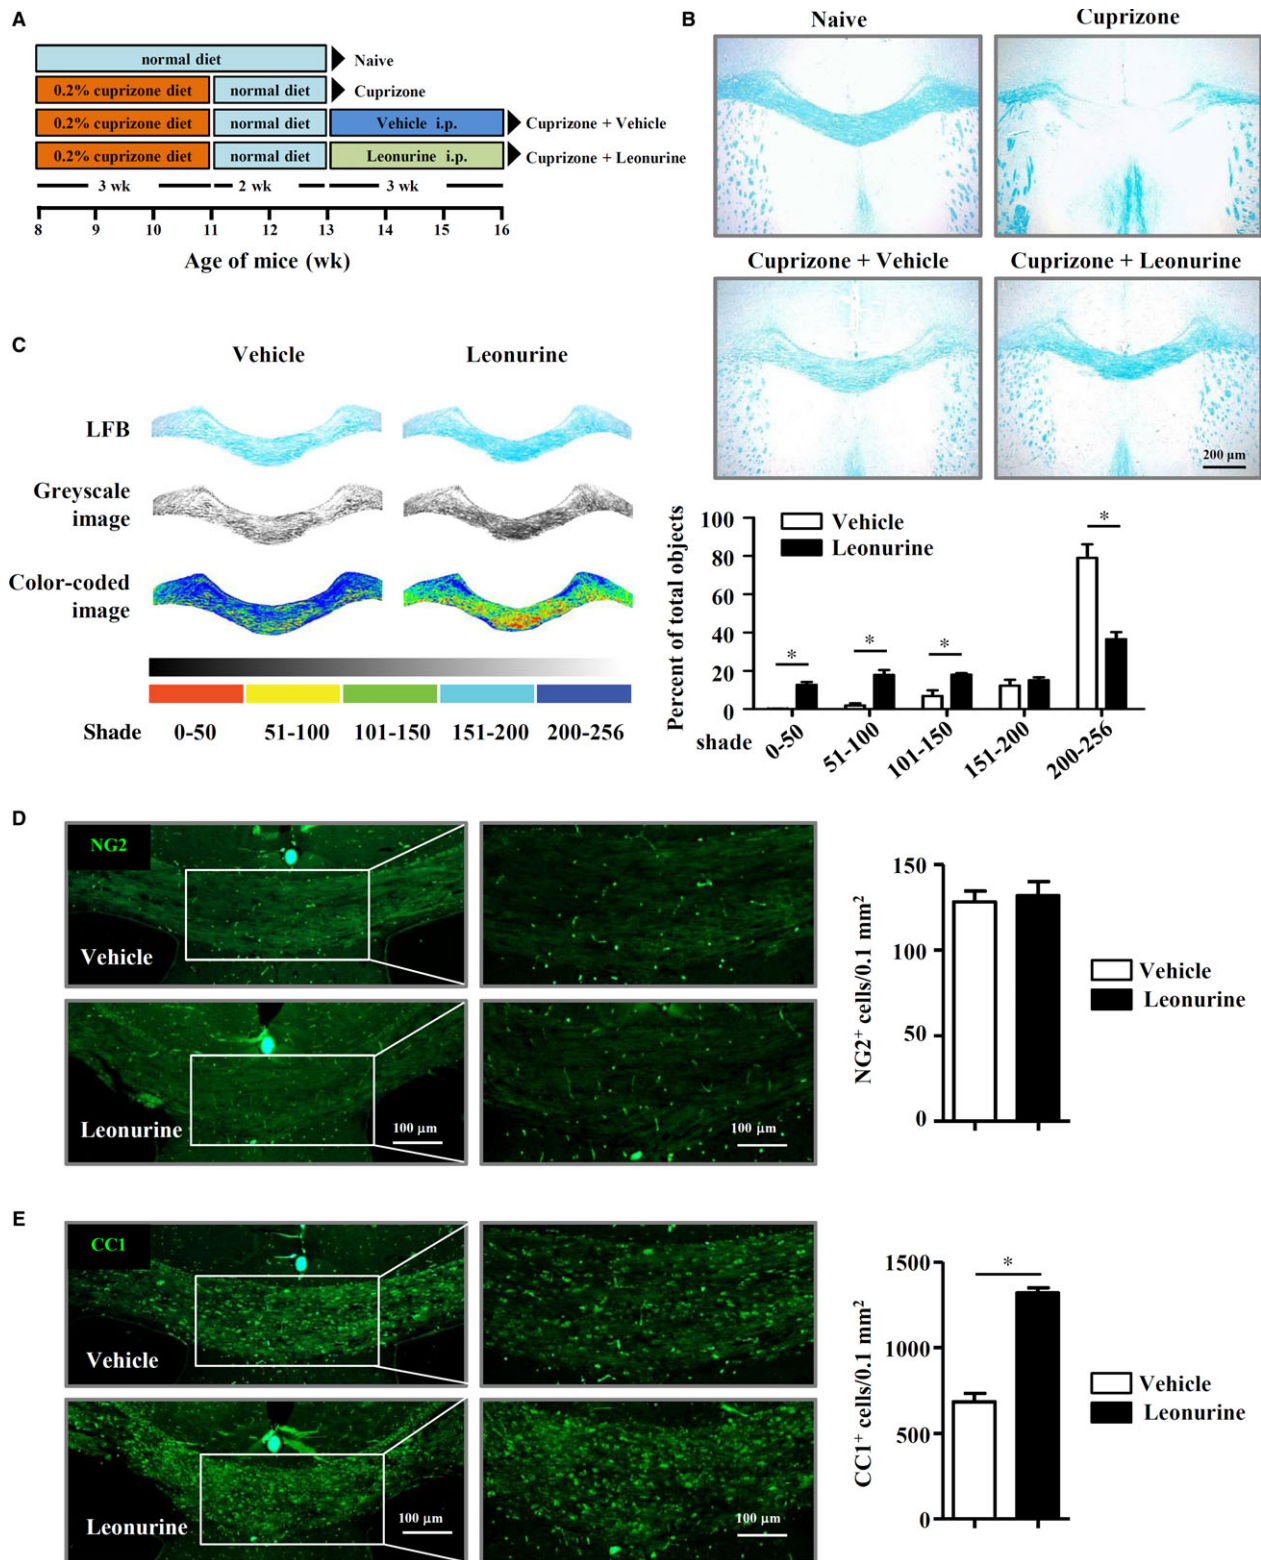 A
normal diet
Naive
0.2% cuprizone diet
normal diet
Cuprizone
0.2% cuprizone diet
normal diet
Vehicle i.p.
Cuprizone + Vehicle
0.2% cuprizone diet
normal diet
Leonurine i.p.
Cuprizone + Leonurine
3 wk
2 wk
3 wk
8 9 10 11 12 13 14 15 16
Age of mice (wk)
B
Naive
Cuprizone
Cuprizone + Vehicle
Cuprizone + Leonurine
200 µm
C
Vehicle
Leonurine
LFB
Greyscale
image
Color-coded
image
Shade 0-50 51-100 101-150 151-200 200-256
Percent of total objects
100
80
60
40
20
0
Vehicle
Leonurine
*
*
*
*
shade
0-50
51-100
101-150
151-200
200-256
D
NG2
Vehicle
Leonurine
100 µm
100 µm
NG2+ cells/0.1 mm²
150
100
50
0
Vehicle
Leonurine
E
CC1
Vehicle
Leonurine
100 µm
100 µm
CC1+ cells/0.1 mm²
1500
1000
500
0
*
Vehicle
Leonurine